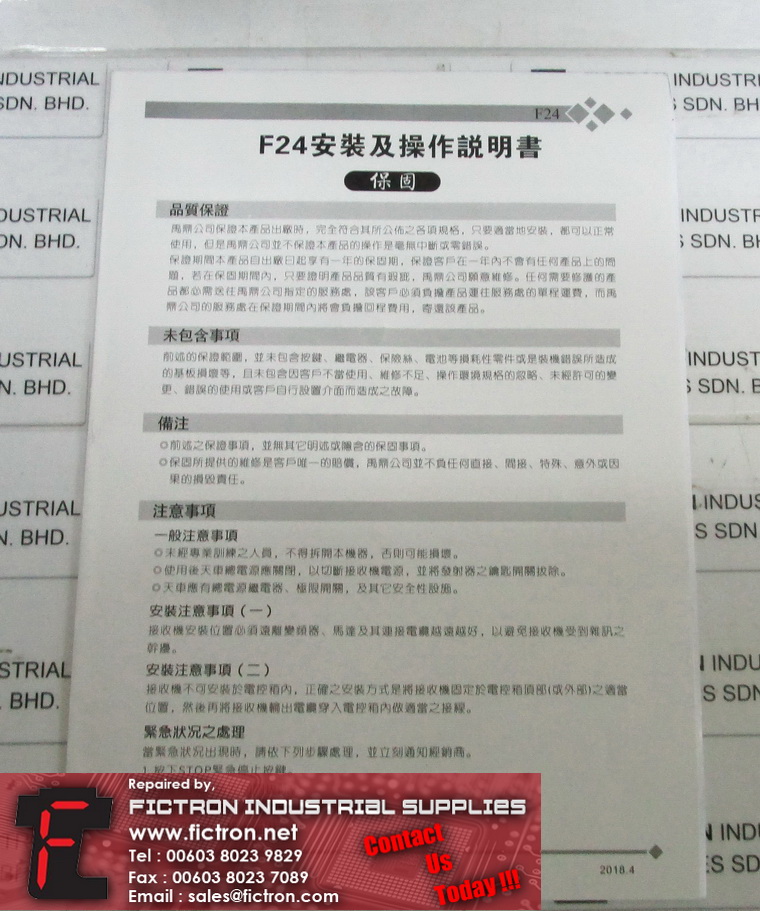 INDUSTRIAL
SDN. BHD.
INDUSTRI
SDN. BH
F24
F24安裝及操作説明書
保固
品質保證
禹鼎公司保證本產品出廠時，完全符合其所公佈之各項規格，只要適當地安裝，都可以正常
使用，但是禹鼎公司並不保證本產品的操作是毫無中斷或零錯誤。
保證期間本產品自出廠日起享有一年的保固期，保證客戶在一年內不會有任何產品上的問
題，若在保固期間內，只要證明產品品質有瑕疵，禹鼎公司願意維修。任何需要修護的產
品都必需送往禹鼎公司指定的服務處，該客戶必須負擔產品運往服務處的單程運費，而禹
鼎公司的服務處在保證期間內將會負擔回程費用，寄還該產品。
未包含事項
前述的保證範圍，並未包含按鍵、繼電器、保險絲、電池等損耗性零件或是裝機錯誤所造成
的基板損壞等，且未包含因客戶不當使用、維修不足、操作環境規格的忽略、未經許可的變
更、錯誤的使用或客戶自行設置介面而造成之故障。
備注
◎前述之保證事項，並無其它明述或隱含的保固事項。
◎保固所提供的維修是客戶唯一的賠償，禹鼎公司並不負任何直接、間接、特殊、意外或因
果的損毀責任。
注意事項
一般注意事項
◎未經專業訓練之人員，不得拆開本機器，否則可能損壞。
◎使用後天車總電源應關閉，以切斷接收機電源，並將發射器之鑰匙開關拔除。
◎天車應有總電源繼電器、極限開關，及其它安全性設施。
安裝注意事項（一）
接收機安裝位置必須遠離變頻器、馬達及其連接電纜越遠越好，以避免接收機受到雜訊之
干擾。
安裝注意事項（二）
接收機不可安裝於電控箱內，正確之安裝方式是將接收機固定於電控箱頂部(或外部)之適當
位置，然後再將接收機輸出電纜穿入電控箱內做適當之接線。
緊急狀况之處理
當緊急狀況出現時，請依下列步驟處理，並立刻通知經銷商。
1.按下STOP緊急停止按鍵。
2018.4
Repaired by,
FICTRON INDUSTRIAL SUPPLIES
www.fictron.net
Tel : 00603 8023 9829
Fax : 00603 8023 7089
Email : sales@fictron.com
Contact
Us
Today !!!